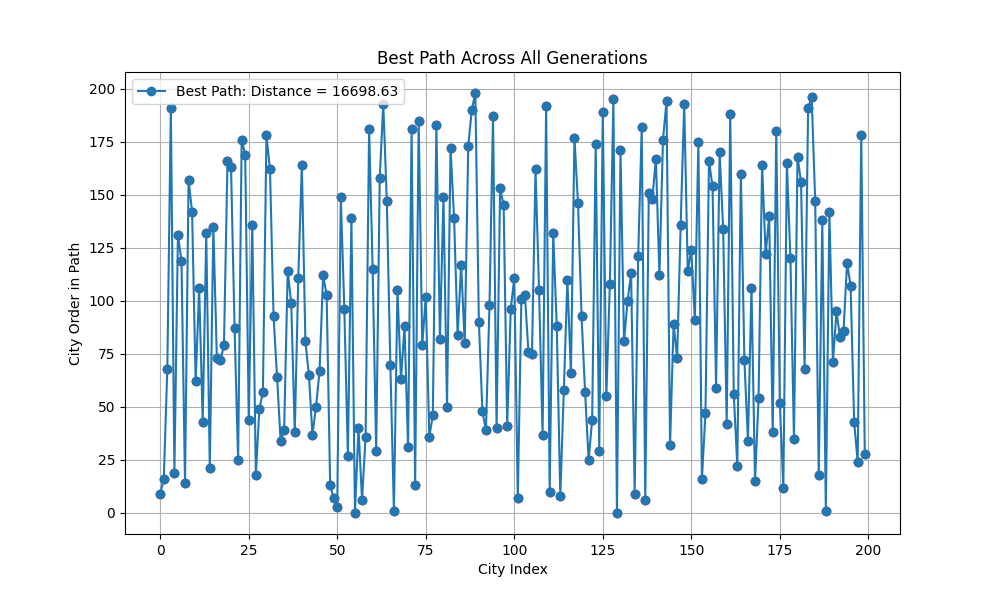 Best Path Across All Generations
Best Path: Distance = 16698.63
200
175
150
125
100
75
50
25
0
City Order in Path
0 25 50 75 100 125 150 175 200
City Index